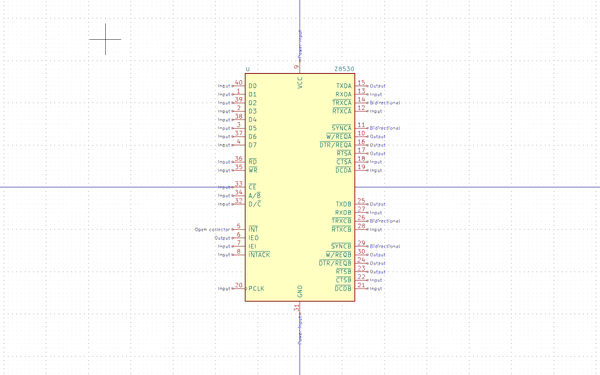 Power input
U
Z8530
9
VCC
Input 40 D0
Input 1 D1
Input 39 D2
Input 2 D3
Input 38 D4
Input 3 D5
Input 37 D6
Input 4 D7
Input 36 RD
Input 35 WR
Input 33 CE
Input 34 A/B
Input 32 D/C
Open collector 5 INT
Output 6 IEO
Input 7 IEI
Input 8 INTACK
Input 20 PCLK
TXDA 15 Output
RXDA 13 Input
TRXCA 14 Bidirectional
RTXCA 12 Input
SYNCA 11 Bidirectional
W/REQA 10 Output
DTR/REQA 16 Output
RTSA 17 Output
CTSA 18 Input
DCDA 19 Input
TXDB 25 Output
RXDB 27 Input
TRXCB 26 Bidirectional
RTXCB 28 Input
SYNCB 29 Bidirectional
W/REQB 30 Output
DTR/REQB 24 Output
RTSB 23 Output
CTSB 22 Input
DCDB 21 Input
GND
31
Power input